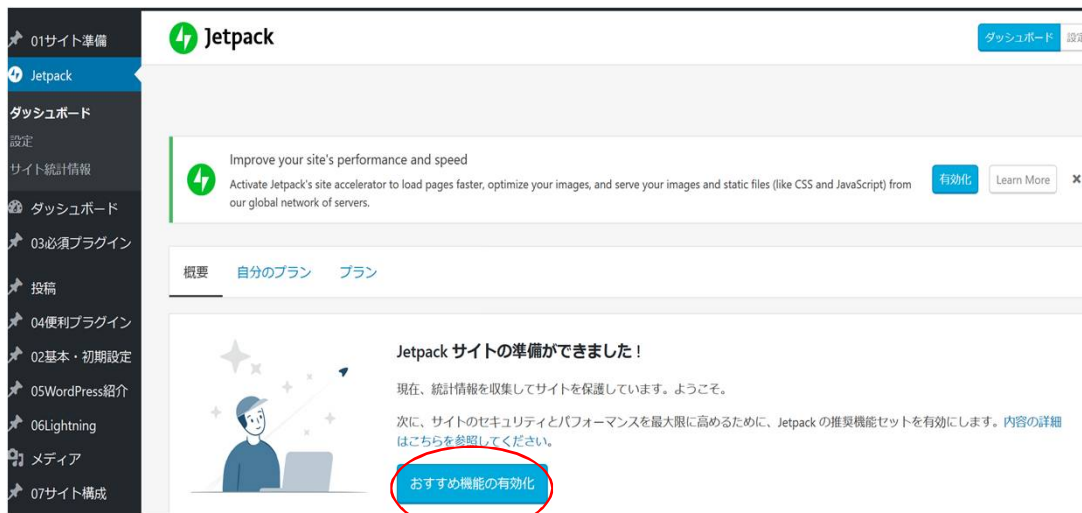 01サイト準備
Jetpack
ダッシュボード
設定
サイト統計情報
ダッシュボード
03必須プラグイン
投稿
04便利プラグイン
02基本・初期設定
05WordPress紹介
06Lightning
メディア
07サイト構成
Jetpack
ダッシュボード 設定
Improve your site's performance and speed
Activate Jetpack's site accelerator to load pages faster, optimize your images, and serve your images and static files (like CSS and JavaScript) from
our global network of servers.
有効化 Learn More ×
概要 自分のプラン プラン
Jetpack サイトの準備ができました！
現在、統計情報を収集してサイトを保護しています。ようこそ。
次に、サイトのセキュリティとパフォーマンスを最大限に高めるために、Jetpack の推奨機能セットを有効にします。内容の詳細
はこちらを参照してください。
おすすめ機能の有効化